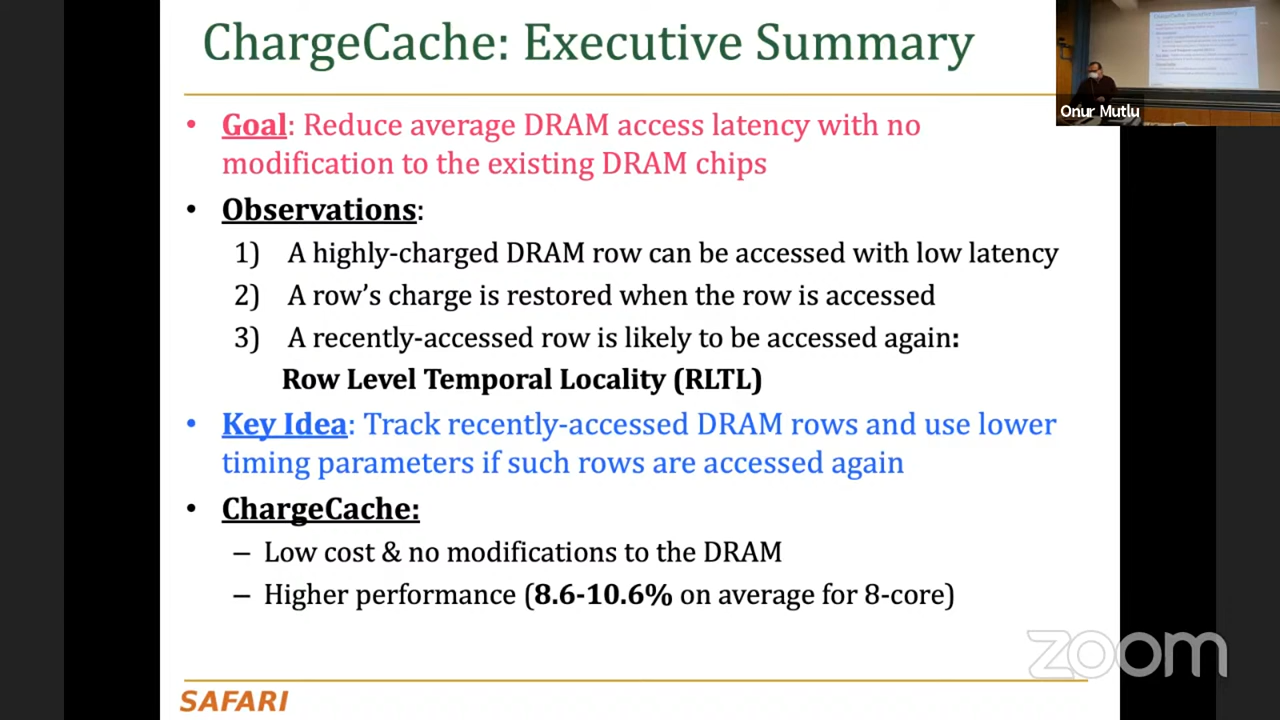 ChargeCache: Executive Summary
Onur Mutlu
• Goal: Reduce average DRAM access latency with no
modification to the existing DRAM chips
• Observations:
1) A highly-charged DRAM row can be accessed with low latency
2) A row's charge is restored when the row is accessed
3) A recently-accessed row is likely to be accessed again:
Row Level Temporal Locality (RLTL)
• Key Idea: Track recently-accessed DRAM rows and use lower
timing parameters if such rows are accessed again
• ChargeCache:
– Low cost & no modifications to the DRAM
– Higher performance (8.6-10.6% on average for 8-core)
zoom
SAFARI